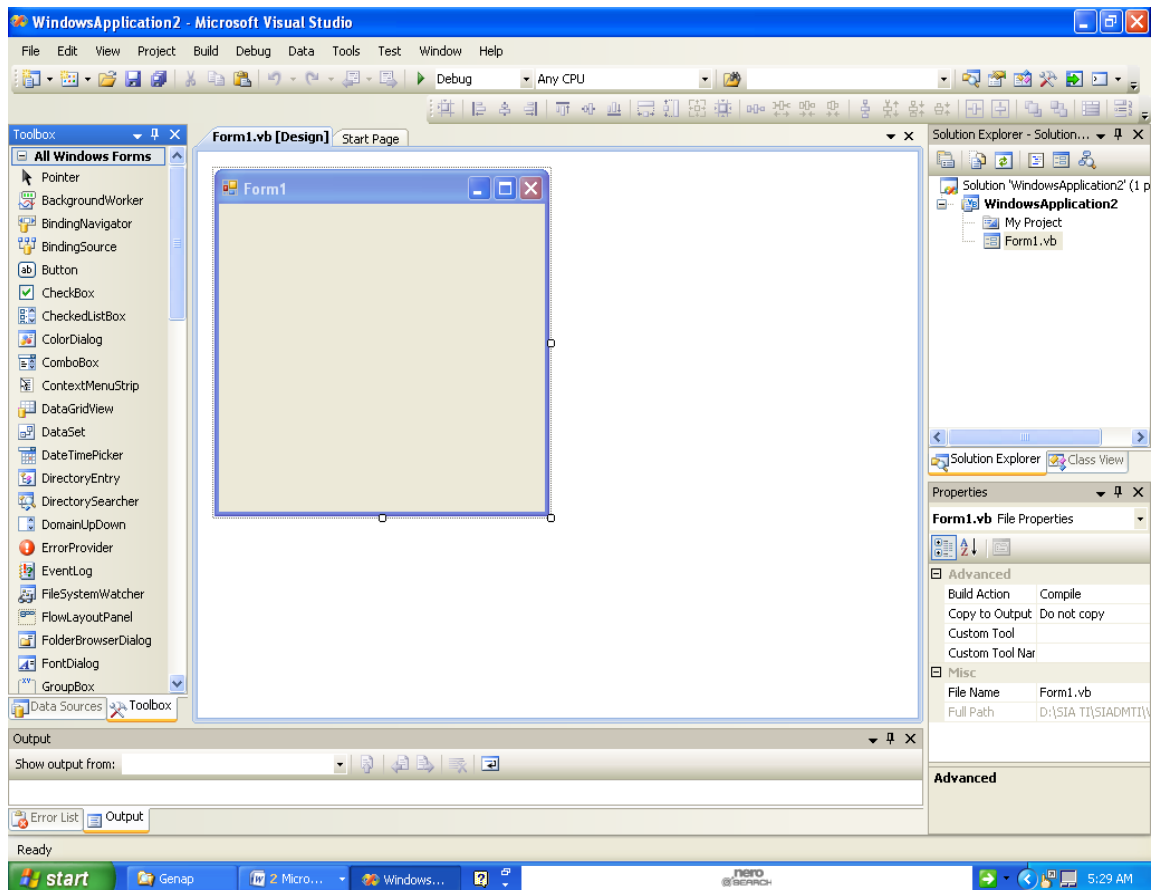 WindowsApplication2 - Microsoft Visual Studio
File Edit View Project Build Debug Data Tools Test Window Help
Debug Any CPU
Toolbox
All Windows Forms
Pointer
BackgroundWorker
BindingNavigator
BindingSource
Button
CheckBox
CheckedListBox
ColorDialog
ComboBox
ContextMenuStrip
DataGridView
DataSet
DateTimePicker
DirectoryEntry
DirectorySearcher
DomainUpDown
ErrorProvider
EventLog
FileSystemWatcher
FlowLayoutPanel
FolderBrowserDialog
FontDialog
GroupBox
Data Sources Toolbox
Form1.vb [Design] Start Page
Form1
Solution Explorer - Solution...
Solution 'WindowsApplication2' (1 p
WindowsApplication2
My Project
Form1.vb
Solution Explorer Class View
Properties
Form1.vb File Properties
Advanced
Build Action Compile
Copy to Output Do not copy
Custom Tool
Custom Tool Nar
Misc
File Name Form1.vb
Full Path D:\SIA TI\SIADMTI\
Advanced
Output
Show output from:
Error List Output
Ready
start Genap 2 Micro... Windows... nero SEARCH 5:29 AM